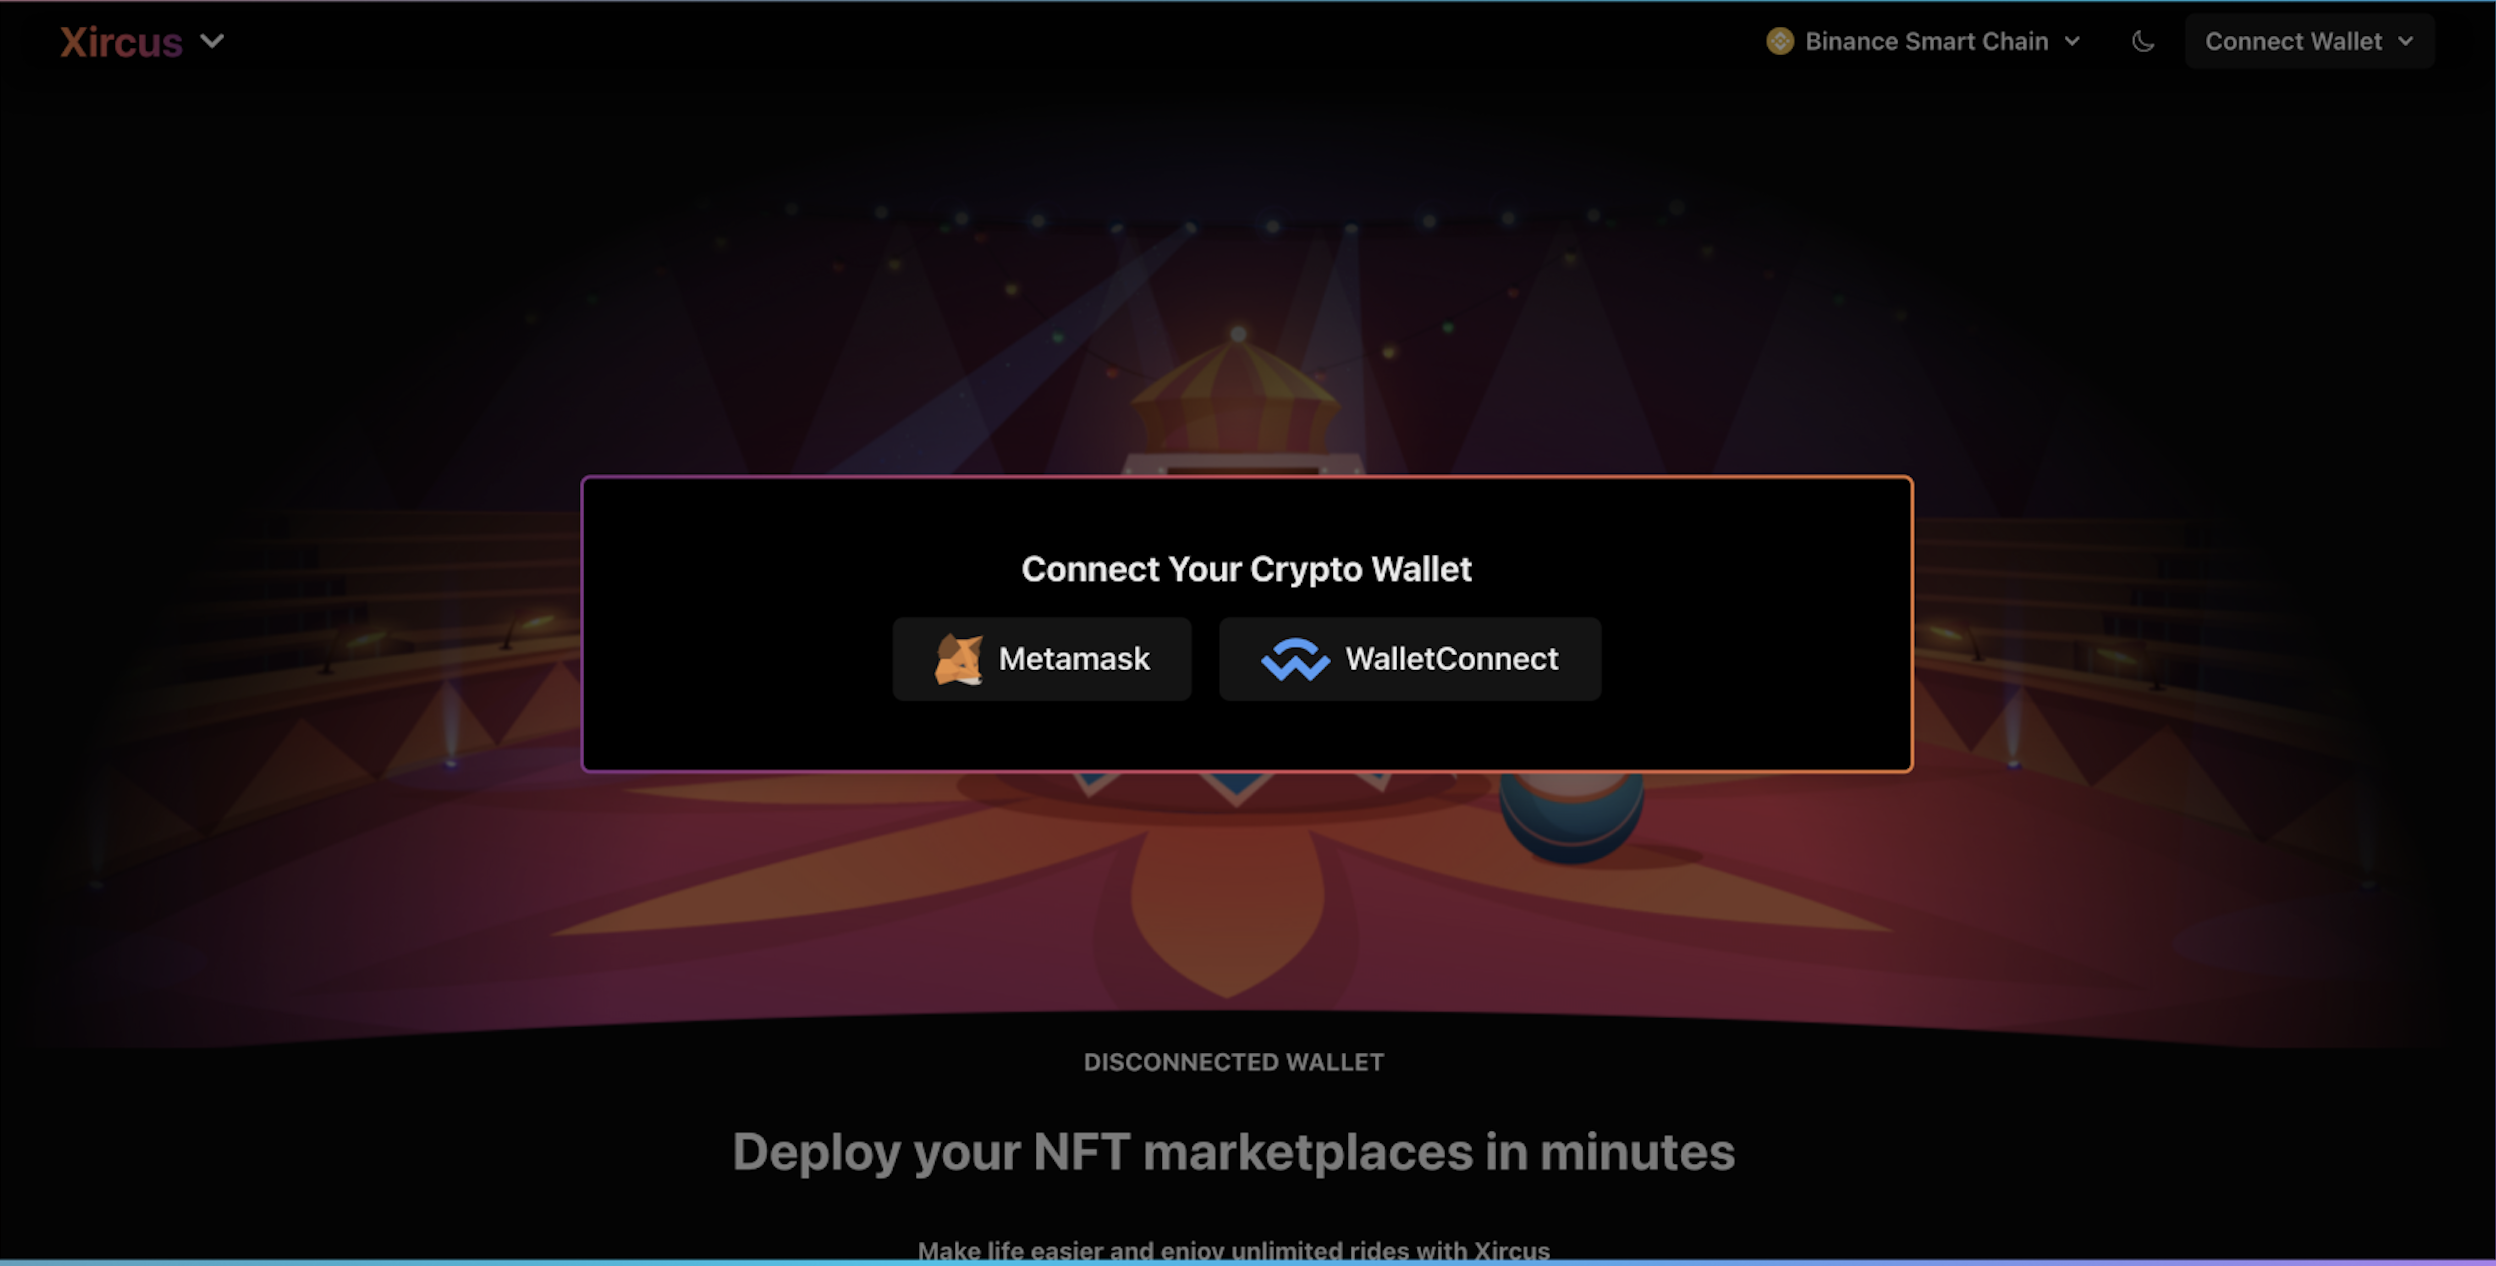 Xircus
Binance Smart Chain
Connect Wallet
Connect Your Crypto Wallet
Metamask
WalletConnect
DISCONNECTED WALLET
Deploy your NFT marketplaces in minutes
Make life easier and enjoy unlimited rides with Xircus